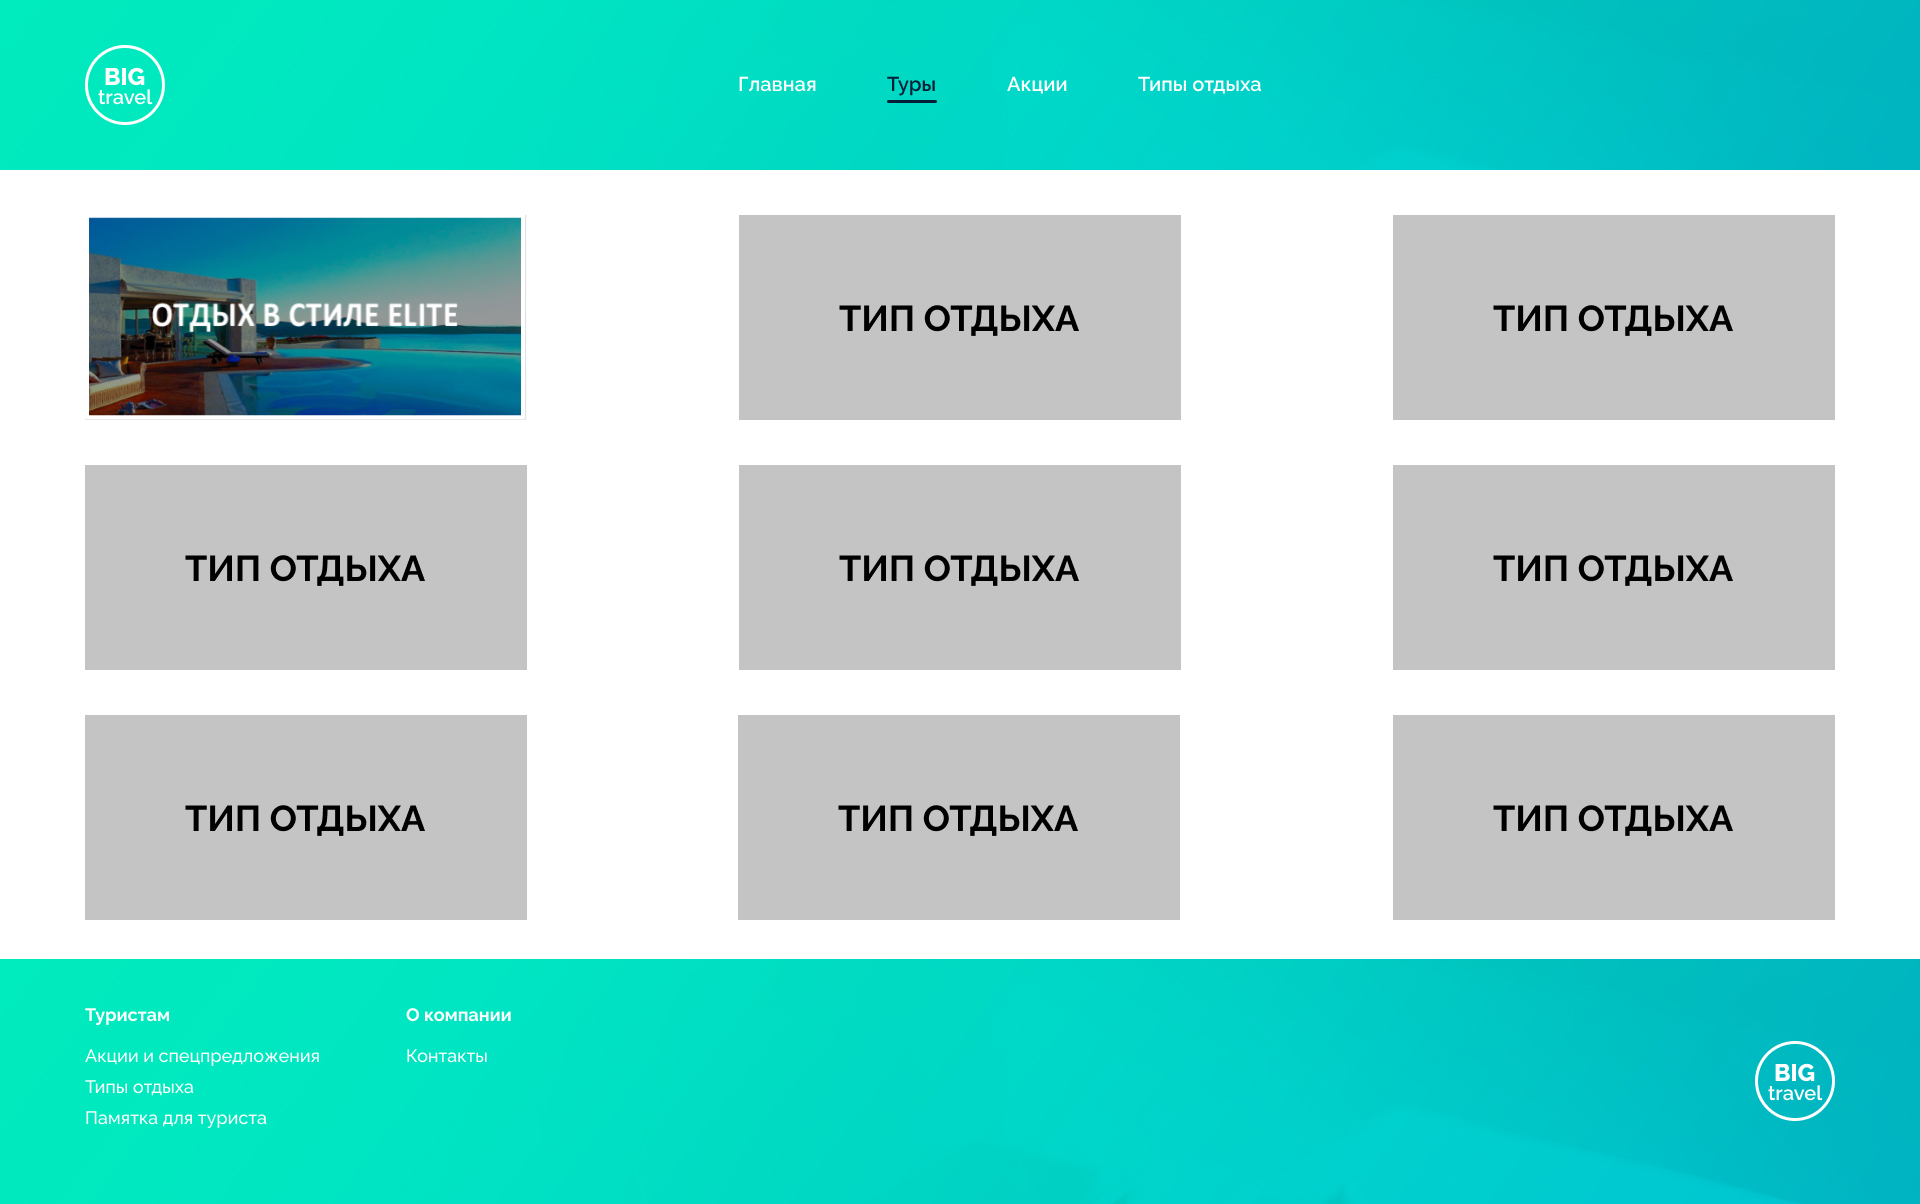 BIG
travel
Главная
Туры
Акции
Типы отдыха
ОТДЫХ В СТИЛЕ ELITE
ТИП ОТДЫХА
ТИП ОТДЫХА
ТИП ОТДЫХА
ТИП ОТДЫХА
ТИП ОТДЫХА
ТИП ОТДЫХА
ТИП ОТДЫХА
ТИП ОТДЫХА
Туристам
Акции и спецпредложения
Типы отдыха
Памятка для туриста
О компании
Контакты
BIG
travel